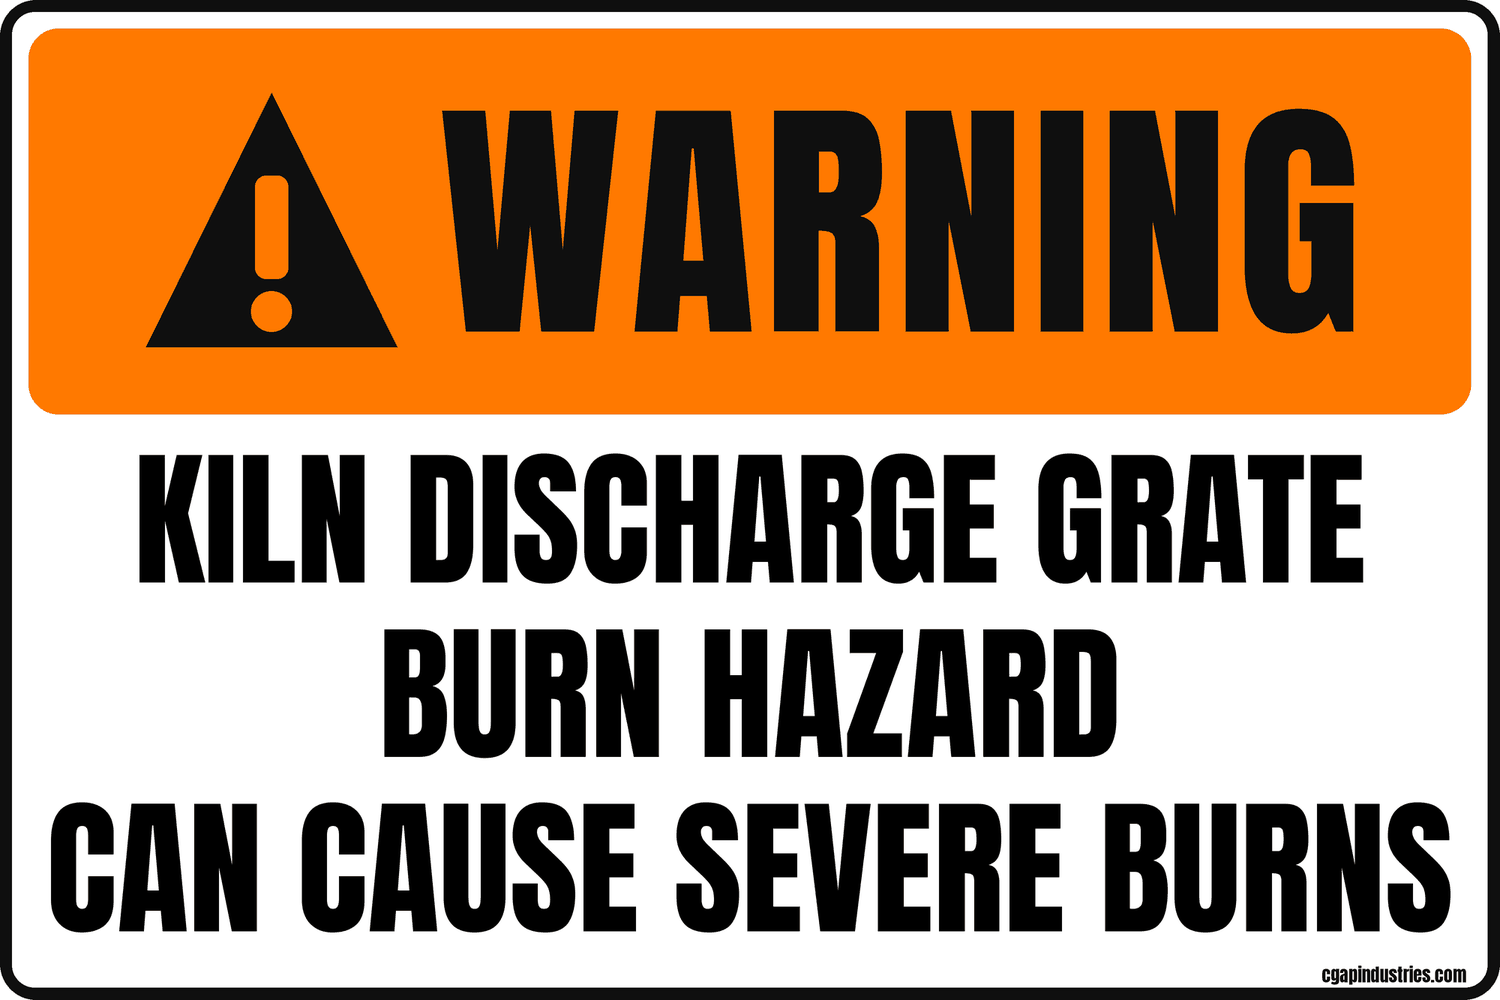 WARNING
KILN DISCHARGE GRATE
BURN HAZARD
CAN CAUSE SEVERE BURNS
cgapindustries.com